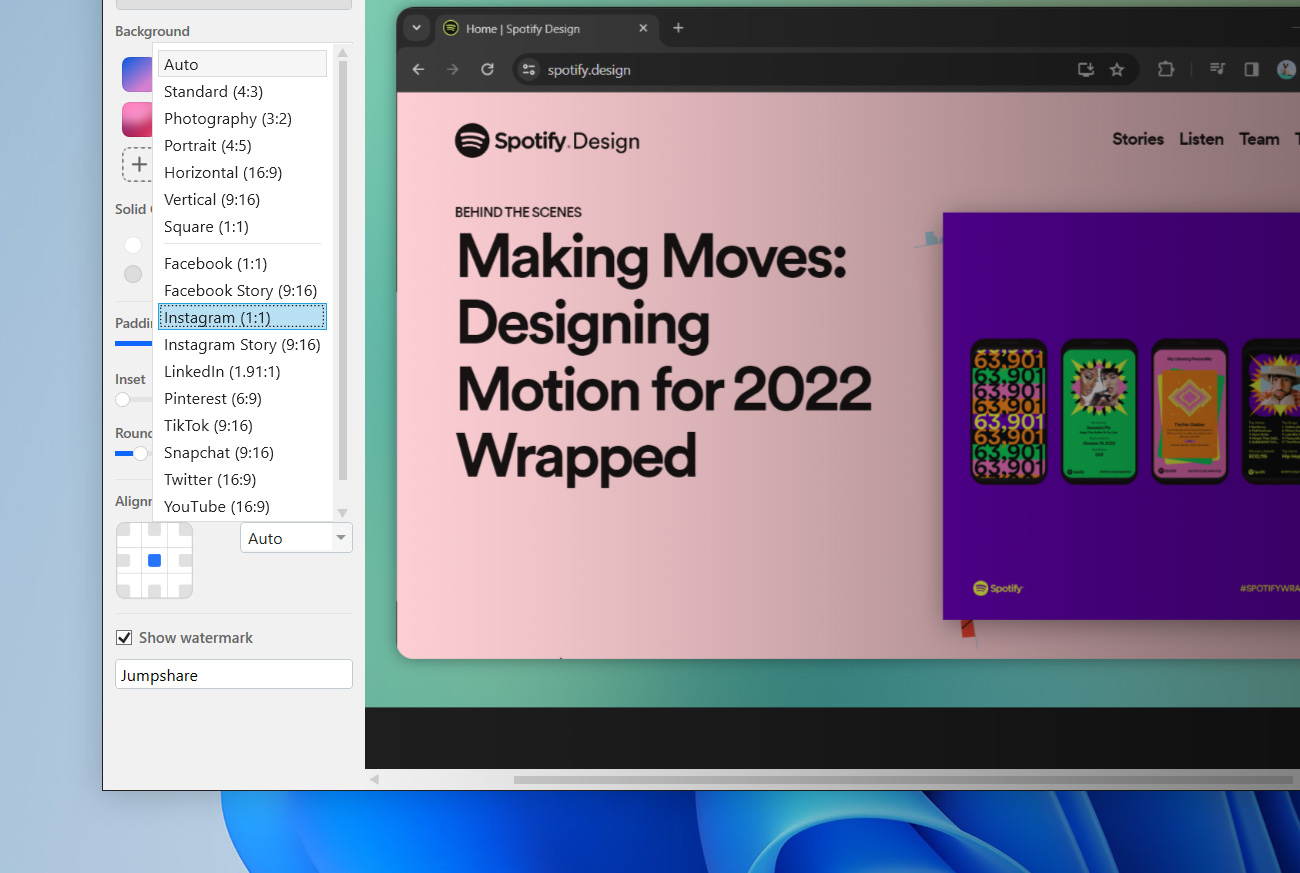 Background
Auto
Standard (4:3)
Photography (3:2)
Portrait (4:5)
Horizontal (16:9)
Vertical (9:16)
Square (1:1)
Solid
Facebook (1:1)
Facebook Story (9:16)
Instagram (1:1)
Instagram Story (9:16)
LinkedIn (1.91:1)
Pinterest (6:9)
TikTok (9:16)
Snapchat (9:16)
Twitter (16:9)
YouTube (16:9)
Paddin
Inset
Round
Alignm
Auto
Show watermark
Jumpshare
Home | Spotify Design
spotify.design
Spotify.Design
Stories Listen Team T
BEHIND THE SCENES
Making Moves:
Designing
Motion for 2022
Wrapped
63,901
63,901
63,901
63,901
63,901
63,901
63,901
My Listening Personality
Spotify
#SPOTIFYWRA